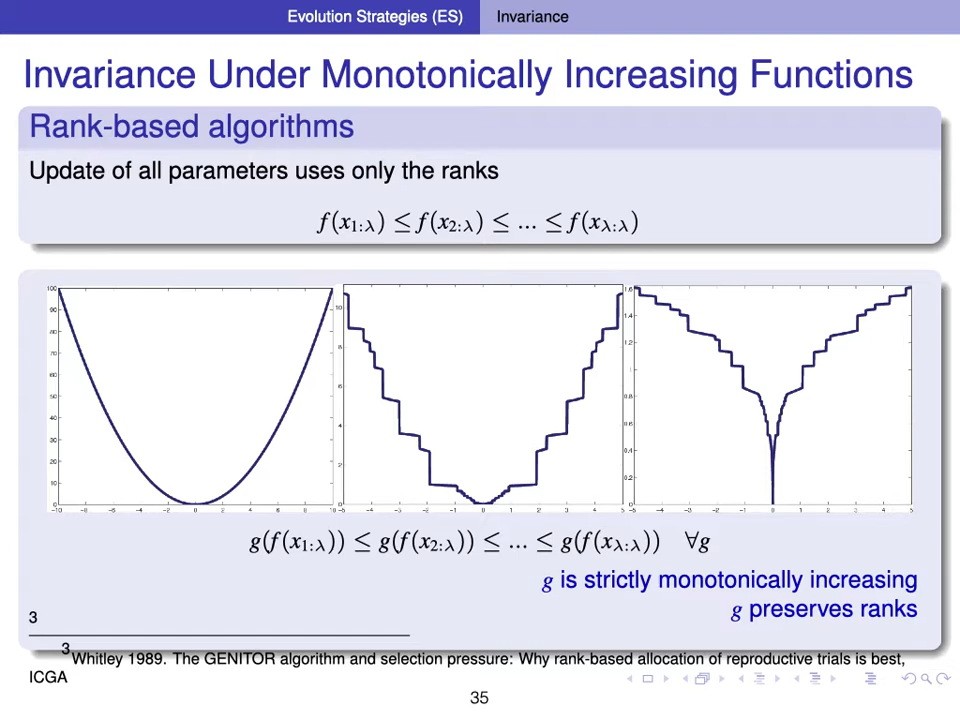 Evolution Strategies (ES) Invariance
Invariance Under Monotonically Increasing Functions
Rank-based algorithms
Update of all parameters uses only the ranks
f(x1:λ) ≤ f(x2:λ) ≤ ... ≤ f(xλ:λ)
g(f(x1:λ)) ≤ g(f(x2:λ)) ≤ ... ≤ g(f(xλ:λ)) ∀g
g is strictly monotonically increasing
g preserves ranks
3
3 Whitley 1989. The GENITOR algorithm and selection pressure: Why rank-based allocation of reproductive trials is best,
ICGA
35